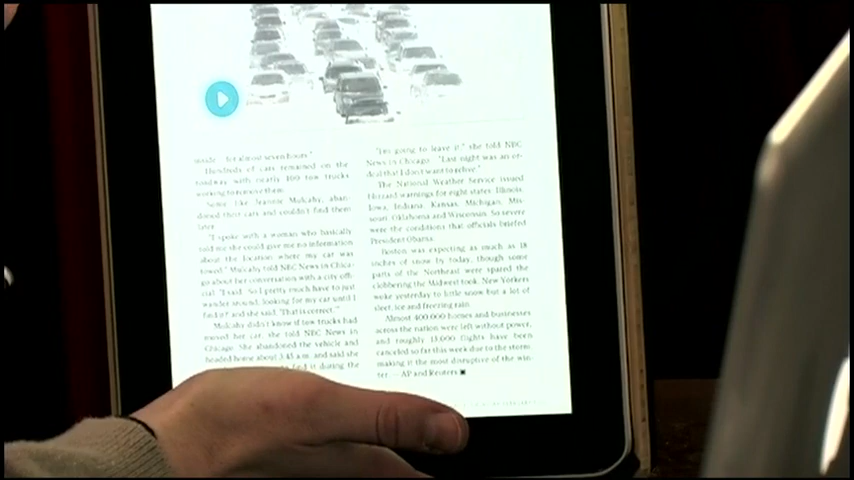 inside for almost seven hours."
Hundreds of cars remained on the
roadway with nearly 100 tow trucks
working to remove them.
Some, like Jeannie Mulcahy, aban-
doned their cars and couldn't find them
later.
"I spoke with a woman who basically
told me she could give me no information
about the location where my car was
towed," Mulcahy told NBC News in Chica-
go about her conversation with a city offi-
cial. "I said, 'So I pretty much have to just
wander around, looking for my car until I
find it?' and she said, 'That is correct.'"
Mulcahy didn't know if tow trucks had
moved her car, she told NBC News in
Chicago. She abandoned the vehicle and
headed home about 3:45 a.m. and said she
to find it during the
"I'm going to leave it," she told NBC
News in Chicago. "Last night was an or-
deal that I don't want to relive."
The National Weather Service issued
blizzard warnings for eight states: Illinois,
Iowa, Indiana, Kansas, Michigan, Mis-
souri, Oklahoma and Wisconsin. So severe
were the conditions that officials briefed
President Obama.
Boston was expecting as much as 18
inches of snow by today, though some
parts of the Northeast were spared the
clobbering the Midwest took. New Yorkers
woke yesterday to little snow but a lot of
sleet, ice and freezing rain.
Almost 400,000 homes and businesses
across the nation were left without power,
and roughly 13,000 flights have been
canceled so far this week due to the storm,
making it the most disruptive of the win-
ter. — AP and Reuters